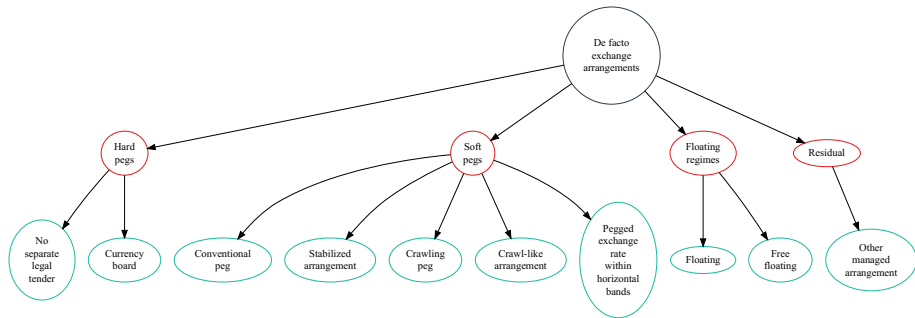 De facto
exchange
arrangements
Hard
pegs
Soft
pegs
Floating
regimes
Residual
No
separate
legal
tender
Currency
board
Conventional
peg
Stabilized
arrangement
Crawling
peg
Crawl-like
arrangement
Pegged
exchange
rate
within
horizontal
bands
Floating
Free
floating
Other
managed
arrangement